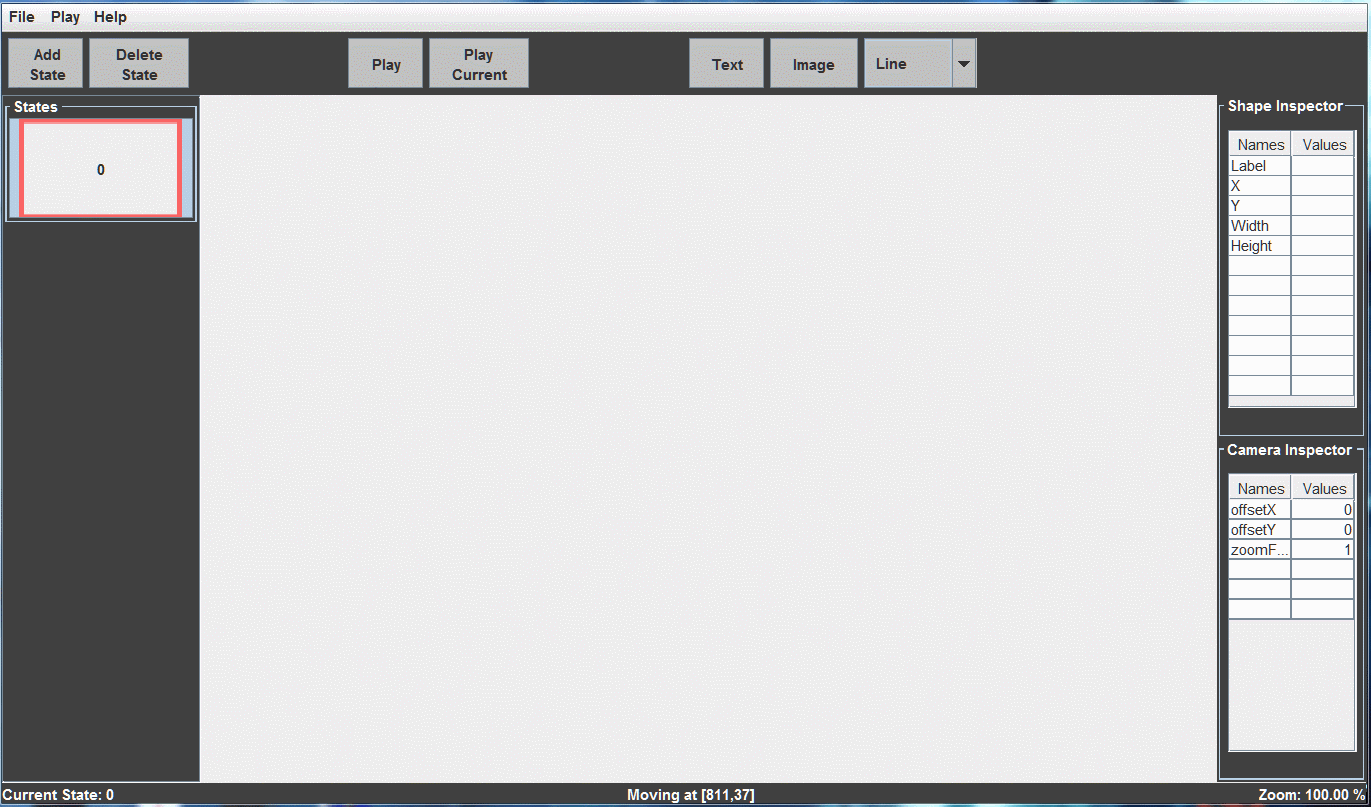 File Play Help
Add State
Delete State
Play
Play Current
Text
Image
Line
States
0
Shape Inspector
Names Values
Label
X
Y
Width
Height
Camera Inspector
Names Values
offsetX 0
offsetY 0
zoomF... 1
Current State: 0
Moving at [811,37]
Zoom: 100.00 %